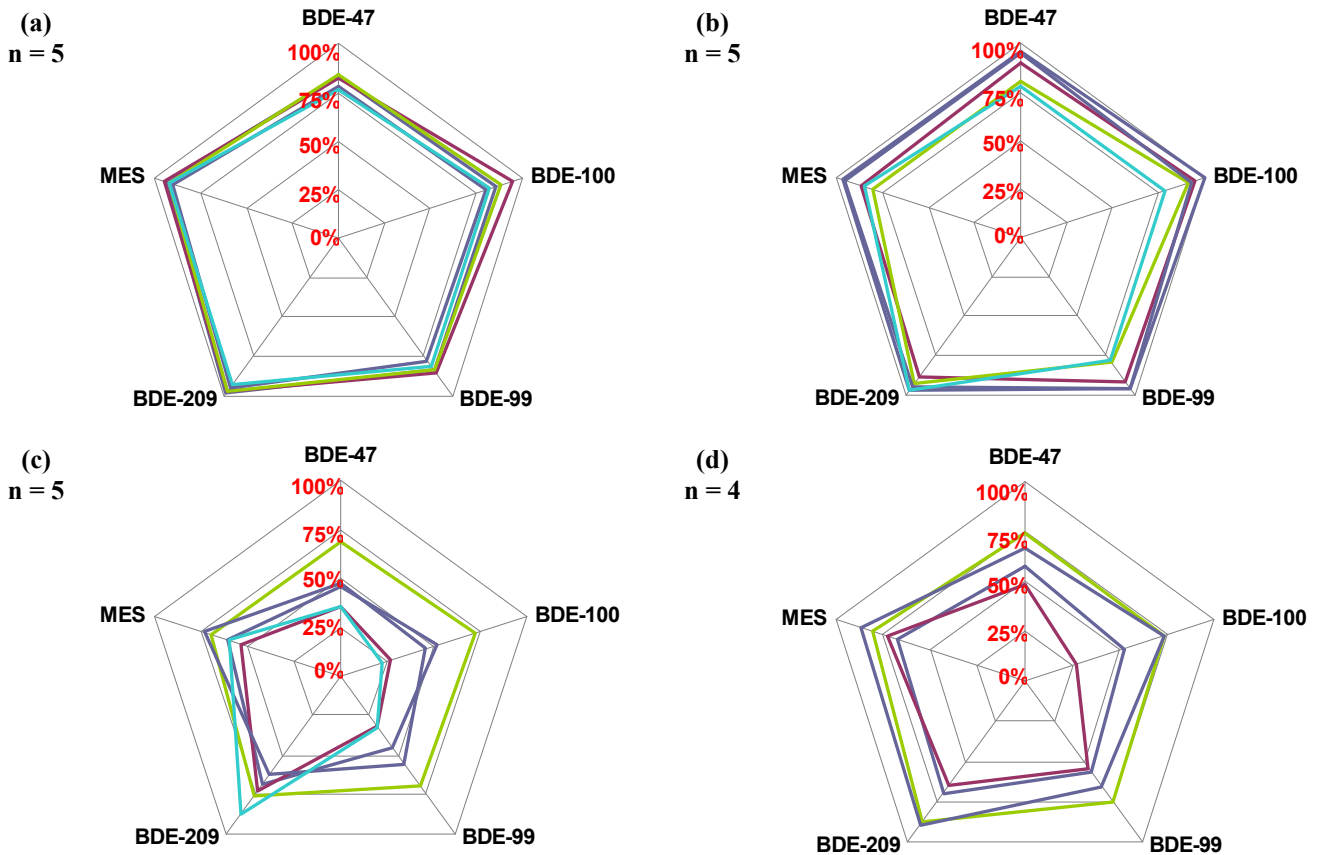 (a)
n = 5
BDE-47
100%
75%
50%
25%
0%
MES
BDE-100
BDE-209
BDE-99
(b)
n = 5
BDE-47
100%
75%
50%
25%
0%
MES
BDE-100
BDE-209
BDE-99
(c)
n = 5
BDE-47
100%
75%
50%
25%
0%
MES
BDE-100
BDE-209
BDE-99
(d)
n = 4
BDE-47
100%
75%
50%
25%
0%
MES
BDE-100
BDE-209
BDE-99